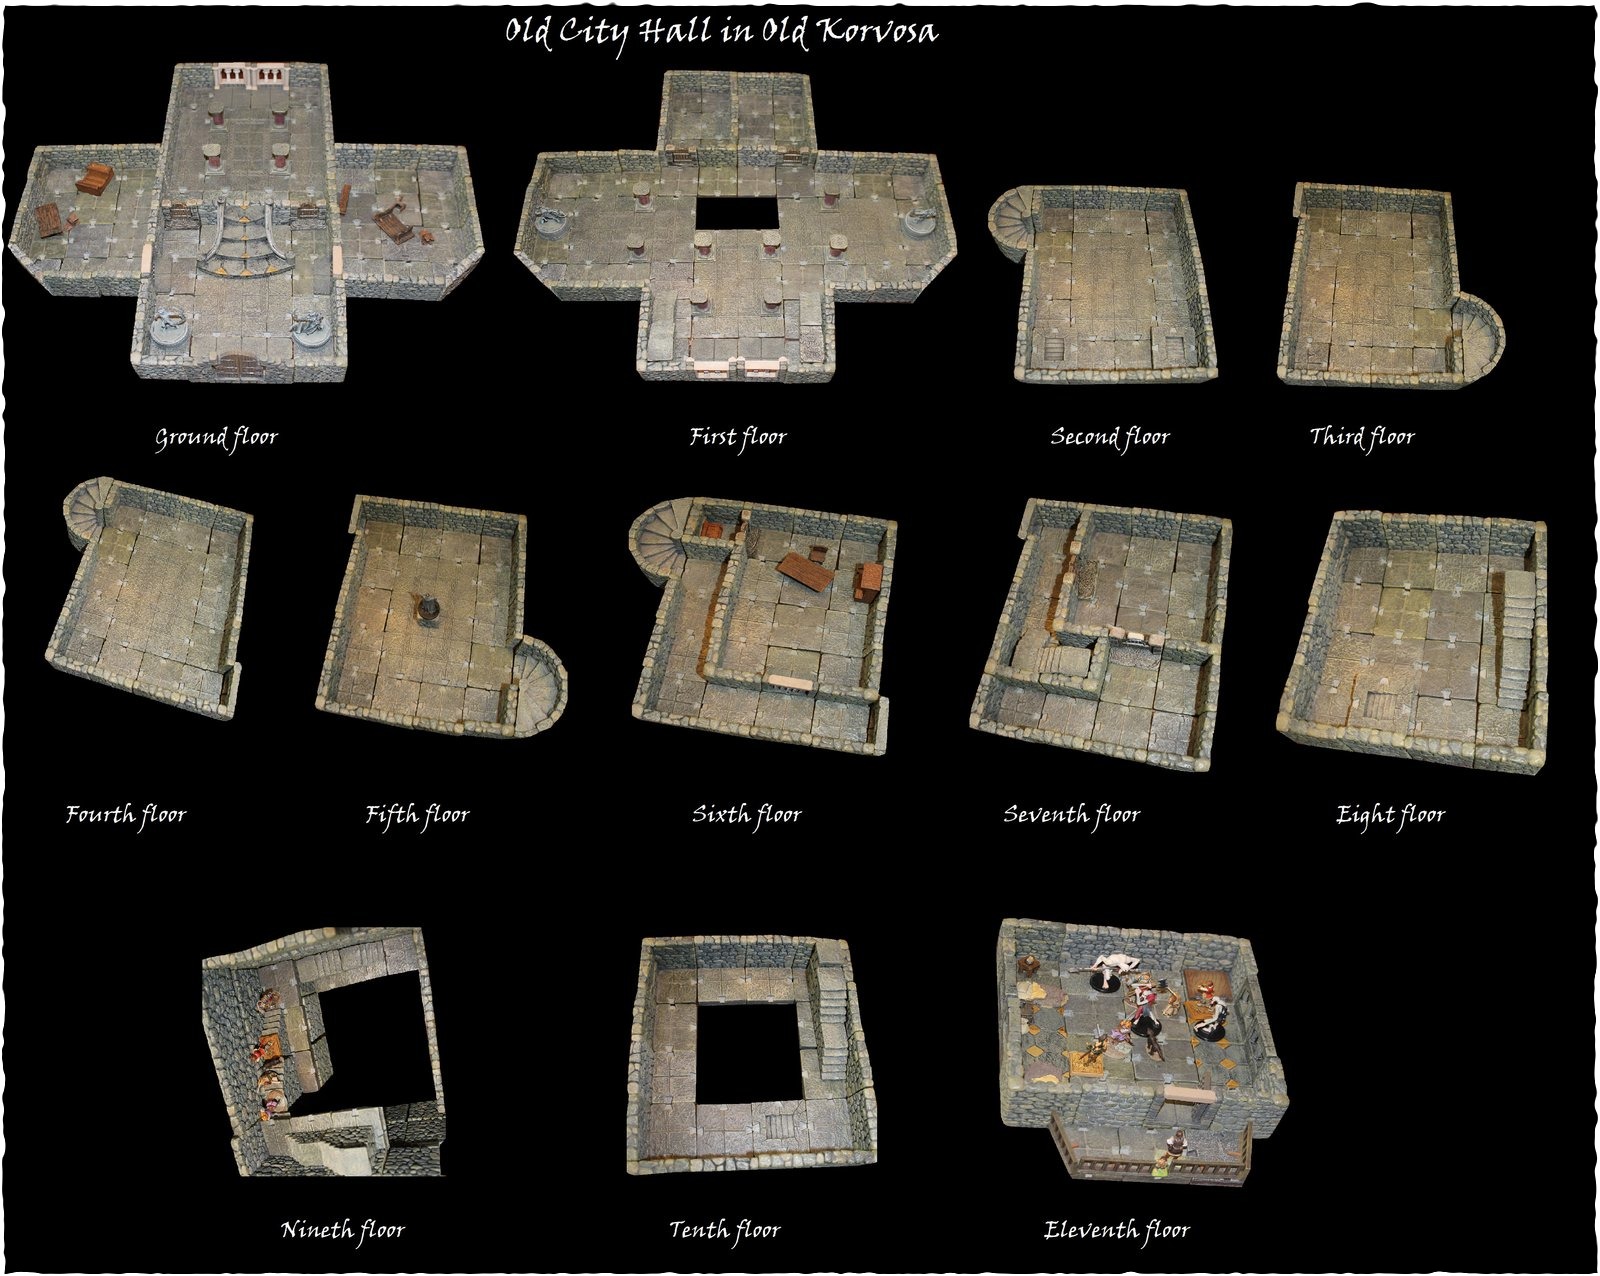 Old City Hall in Old Korvosa
Ground floor
First floor
Second floor
Third floor
Fourth floor
Fifth floor
Sixth floor
Seventh floor
Eight floor
Nineth floor
Tenth floor
Eleventh floor